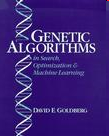 GENETIC
ALGORITHMS
in Search,
Optimization &
Machine Learning
DAVID E. GOLDBERG